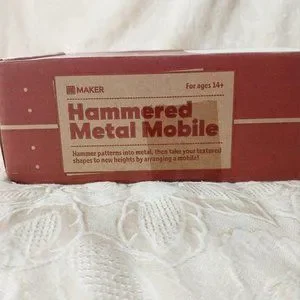 MAKER
For ages 14+
Hammered
Metal Mobile
Hammer patterns into metal, then take your textured
shapes to new heights by arranging a mobile!